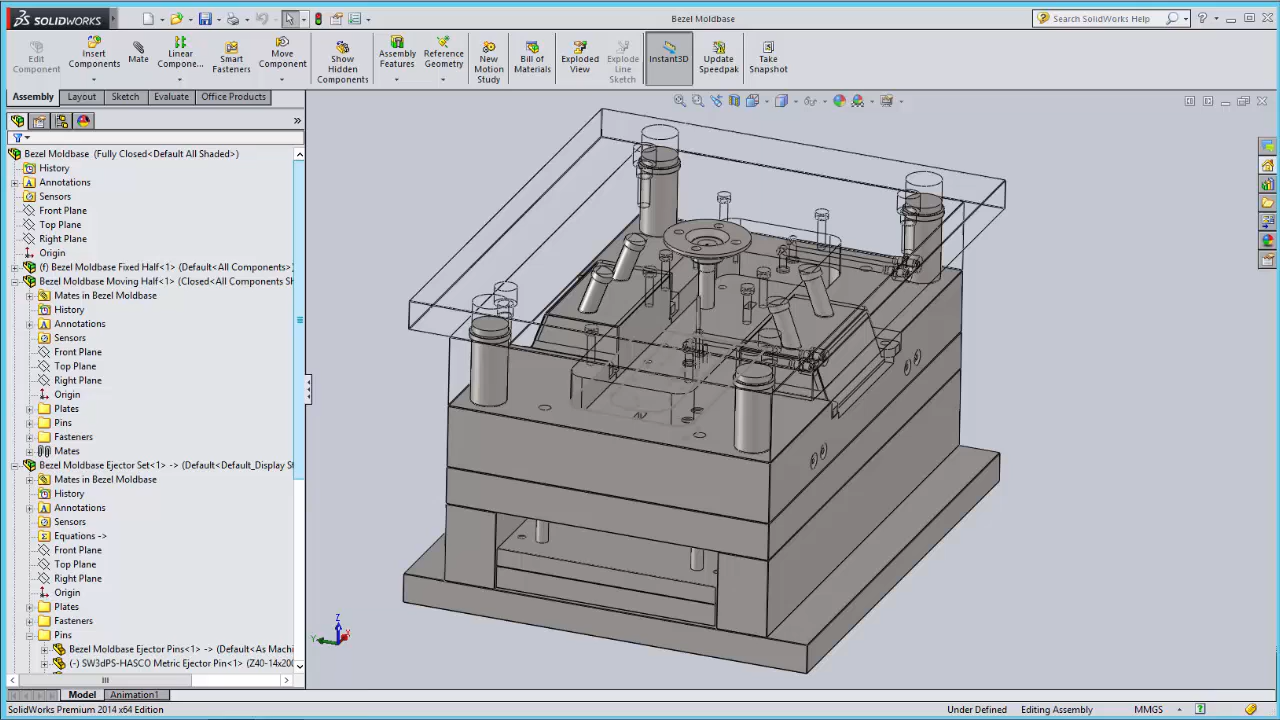 SOLIDWORKS
Bezel Moldbase
Search SolidWorks Help
Edit Component
Insert Components
Mate
Linear Compone...
Smart Fasteners
Move Component
Show Hidden Components
Assembly Features
Reference Geometry
New Motion Study
Bill of Materials
Exploded View
Explode Line Sketch
Instant3D
Update Speedpak
Take Snapshot
Assembly
Layout
Sketch
Evaluate
Office Products
Bezel Moldbase (Fully Closed<Default All Shaded>)
History
Annotations
Sensors
Front Plane
Top Plane
Right Plane
Origin
(f) Bezel Moldbase Fixed Half<1> (Default<All Components>
Bezel Moldbase Moving Half<1> (Closed<All Components S
Mates in Bezel Moldbase
History
Annotations
Sensors
Front Plane
Top Plane
Right Plane
Origin
Plates
Pins
Fasteners
Mates
Bezel Moldbase Ejector Set<1> -> (Default<Default_Display S
Mates in Bezel Moldbase
History
Annotations
Sensors
Equations ->
Front Plane
Top Plane
Right Plane
Origin
Plates
Fasteners
Pins
Bezel Moldbase Ejector Pins<1> -> (Default<As Machi
(-) SW3dPS-HASCO Metric Ejector Pin<1> (Z40-14x200
Z
Y
X
Model
Animation1
SolidWorks Premium 2014 x64 Edition
Under Defined
Editing Assembly
MMGS